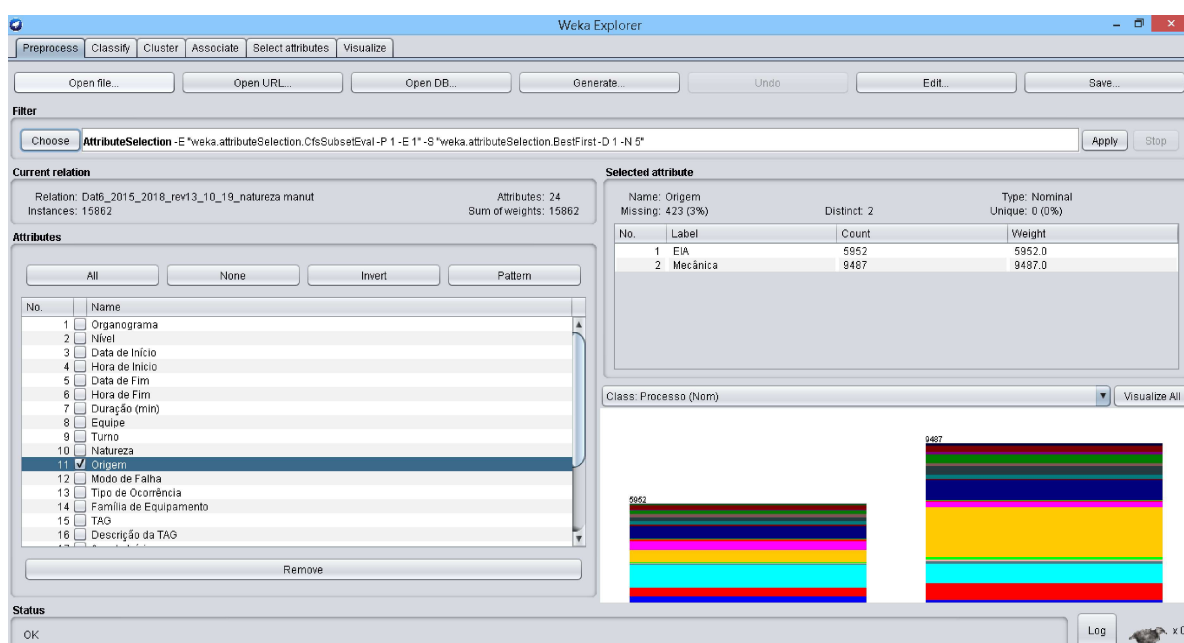 Weka Explorer
Preprocess Classify Cluster Associate Select attributes Visualize
Open file... Open URL... Open DB... Generate... Undo Edit... Save...
Filter
Choose AttributeSelection -E "weka.attributeSelection.CfsSubsetEval -P 1 -E 1" -S "weka.attributeSelection.BestFirst -D 1 -N 5" Apply Stop
Current relation
Relation: Dat6_2015_2018_rev13_10_19_natureza manut Attributes: 24
Instances: 15862 Sum of weights: 15862
Attributes
All None Invert Pattern
No. Name
1 Organograma
2 Nível
3 Data de Início
4 Hora de Inicio
5 Data de Fim
6 Hora de Fim
7 Duração (min)
8 Equipe
9 Turno
10 Natureza
11 Origem
12 Modo de Falha
13 Tipo de Ocorrência
14 Família de Equipamento
15 TAG
16 Descrição da TAG
Remove
Selected attribute
Name: Origem Type: Nominal
Missing: 423 (3%) Distinct: 2 Unique: 0 (0%)
No. Label Count Weight
1 EIA 5952 5952.0
2 Mecânica 9487 9487.0
Class: Processo (Nom) Visualize All
5952
9487
Status
OK Log x 0